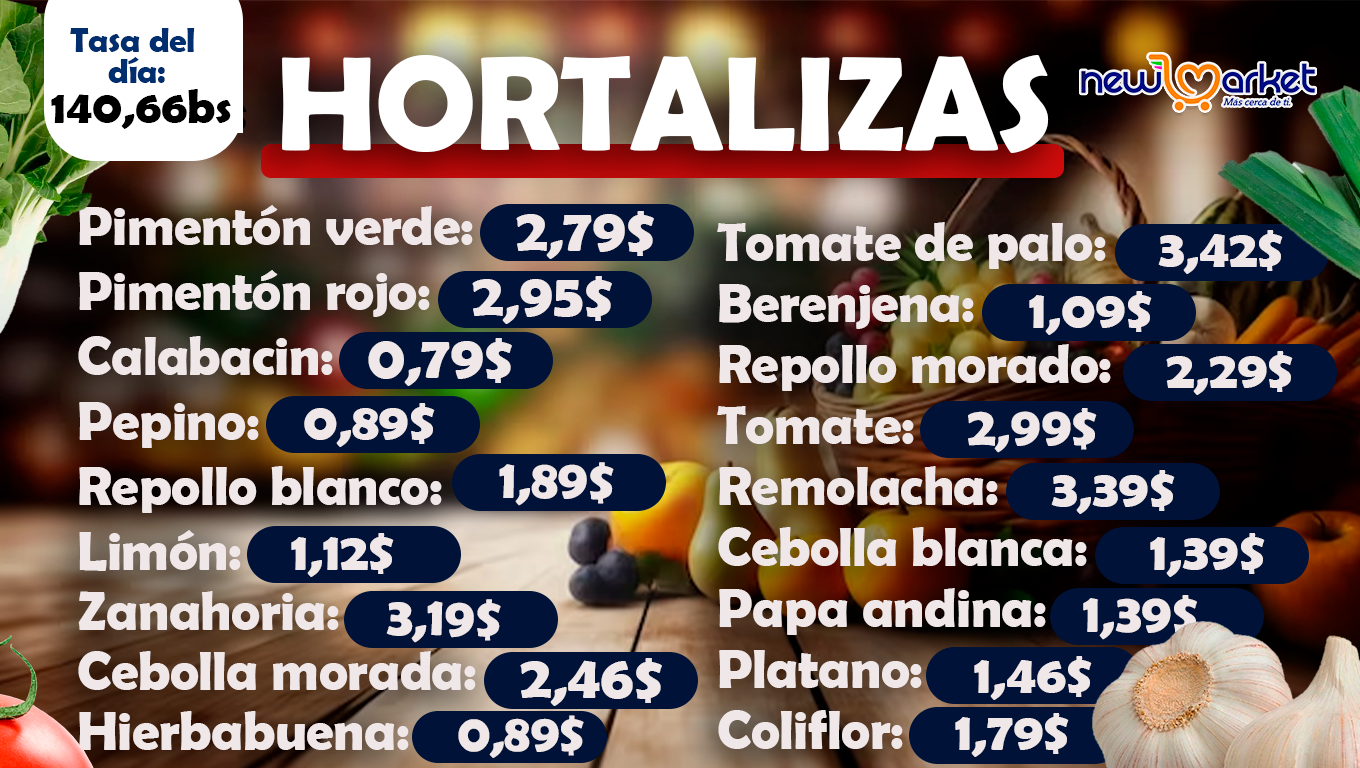 Tasa del
día:
140,66bs
HORTALIZAS
new market
Más cerca de ti.
Pimentón verde: 2,79$
Pimentón rojo: 2,95$
Calabacin: 0,79$
Pepino: 0,89$
Repollo blanco: 1,89$
Limón: 1,12$
Zanahoria: 3,19$
Cebolla morada: 2,46$
Hierbabuena: 0,89$
Tomate de palo: 3,42$
Berenjena: 1,09$
Repollo morado: 2,29$
Tomate: 2,99$
Remolacha: 3,39$
Cebolla blanca: 1,39$
Papa andina: 1,39$
Platano: 1,46$
Coliflor: 1,79$